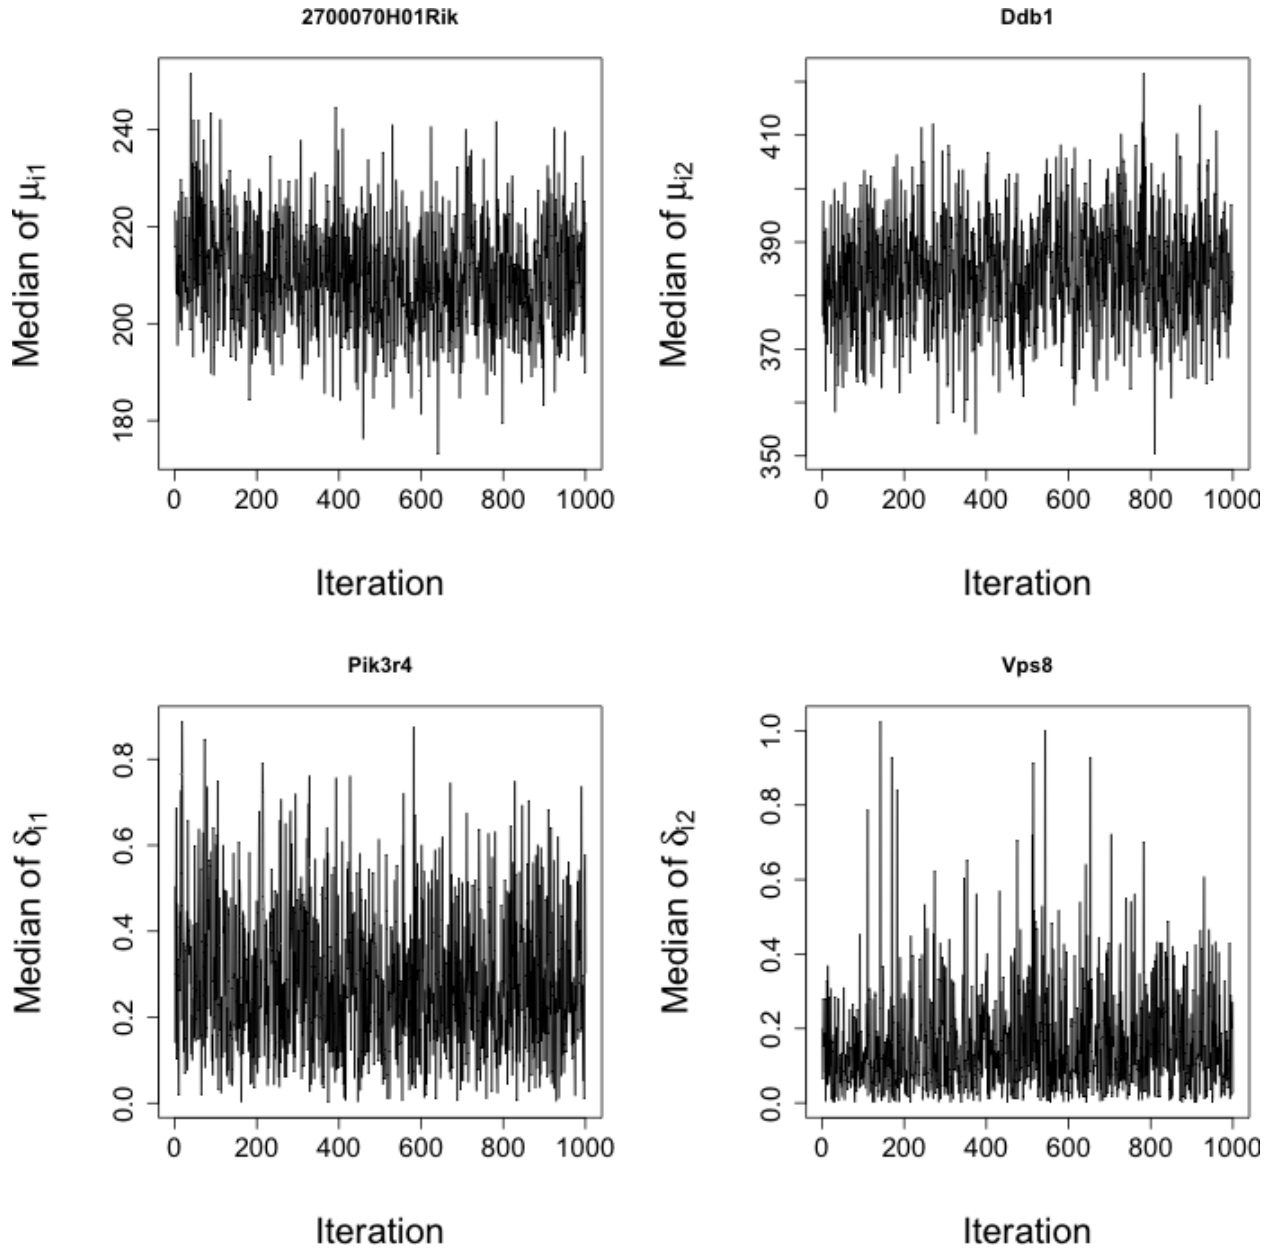 2700070H01Rik
Median of μi1
240
220
200
180
0 200 400 600 800 1000
Iteration
Ddb1
Median of μi2
410
390
370
350
0 200 400 600 800 1000
Iteration
Pik3r4
Median of δi1
0.8
0.6
0.4
0.2
0.0
0 200 400 600 800 1000
Iteration
Vps8
Median of δi2
1.0
0.8
0.6
0.4
0.2
0.0
0 200 400 600 800 1000
Iteration